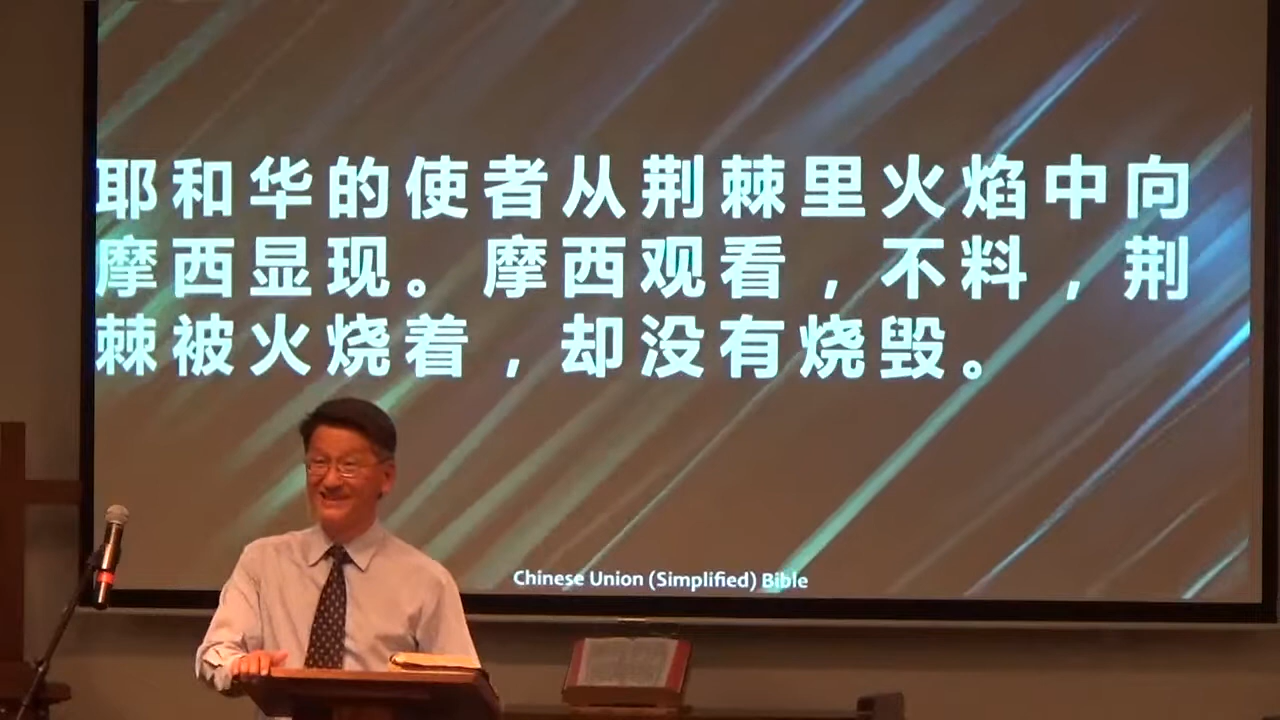 耶和华的使者从荆棘里火焰中向
摩西显现。摩西观看，不料，荆
棘被火烧着，却没有烧毁。
Chinese Union (Simplified) Bible